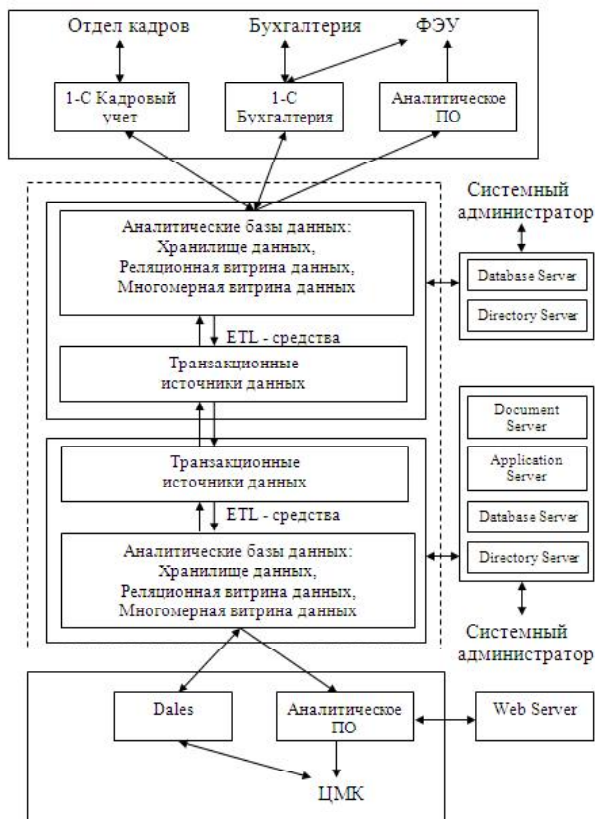 Отдел кадров
Бухгалтерия
ФЭУ
1-С Кадровый
учет
1-С
Бухгалтерия
Аналитическое
ПО
Системный
администратор
Аналитические базы данных:
Хранилище данных,
Реляционная витрина данных,
Многомерная витрина данных
Database Server
Directory Server
ETL - средства
Транзакционные
источники данных
Document
Server
Application
Server
Database Server
Directory Server
Транзакционные
источники данных
ETL - средства
Аналитические базы данных:
Хранилище данных,
Реляционная витрина данных,
Многомерная витрина данных
Системный
администратор
Dales
Аналитическое
ПО
Web Server
ЦМК